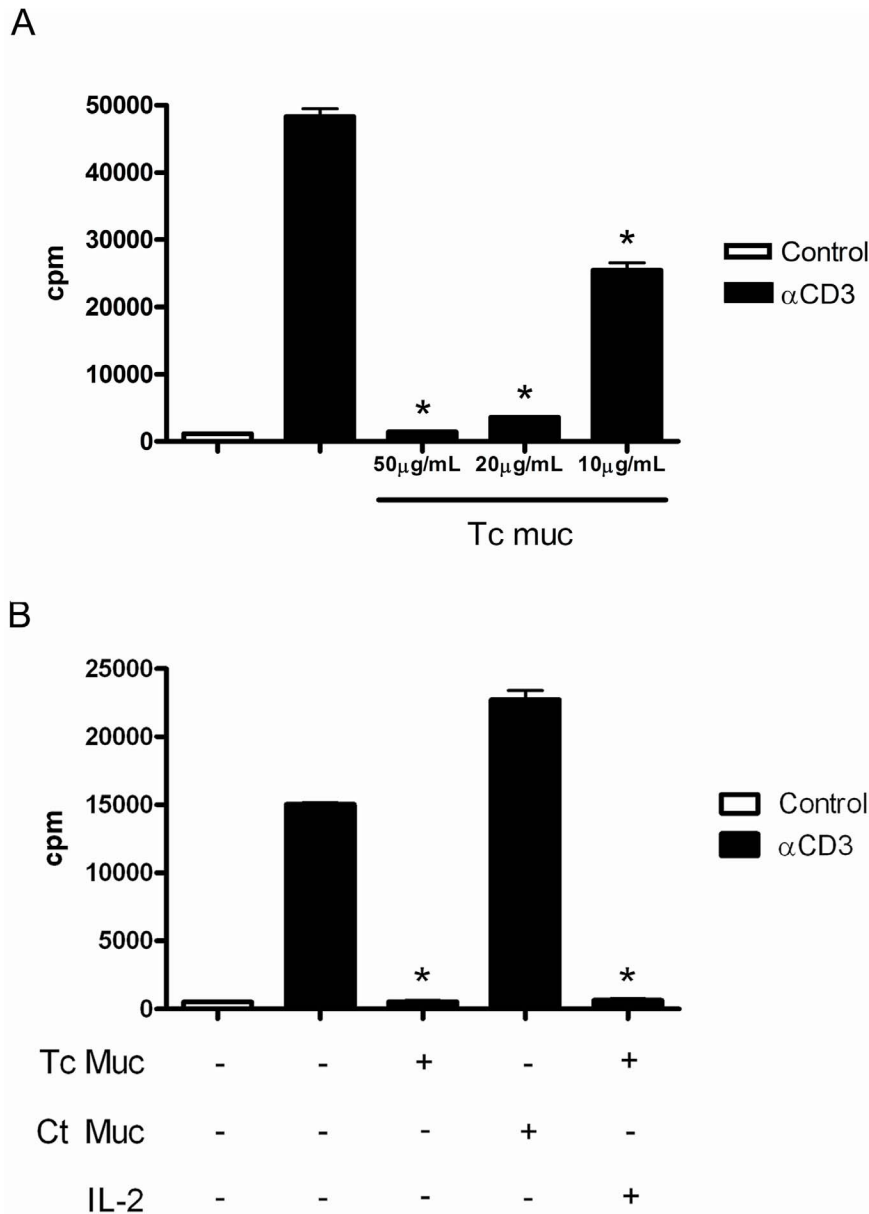 A
50000
40000
30000
20000
10000
0
cpm
*
*
*
Control
αCD3
50μg/mL 20μg/mL 10μg/mL
Tc muc
B
25000
20000
15000
10000
5000
0
cpm
*
*
Control
αCD3
Tc Muc - - + - +
Ct Muc - - - + -
IL-2 - - - - +